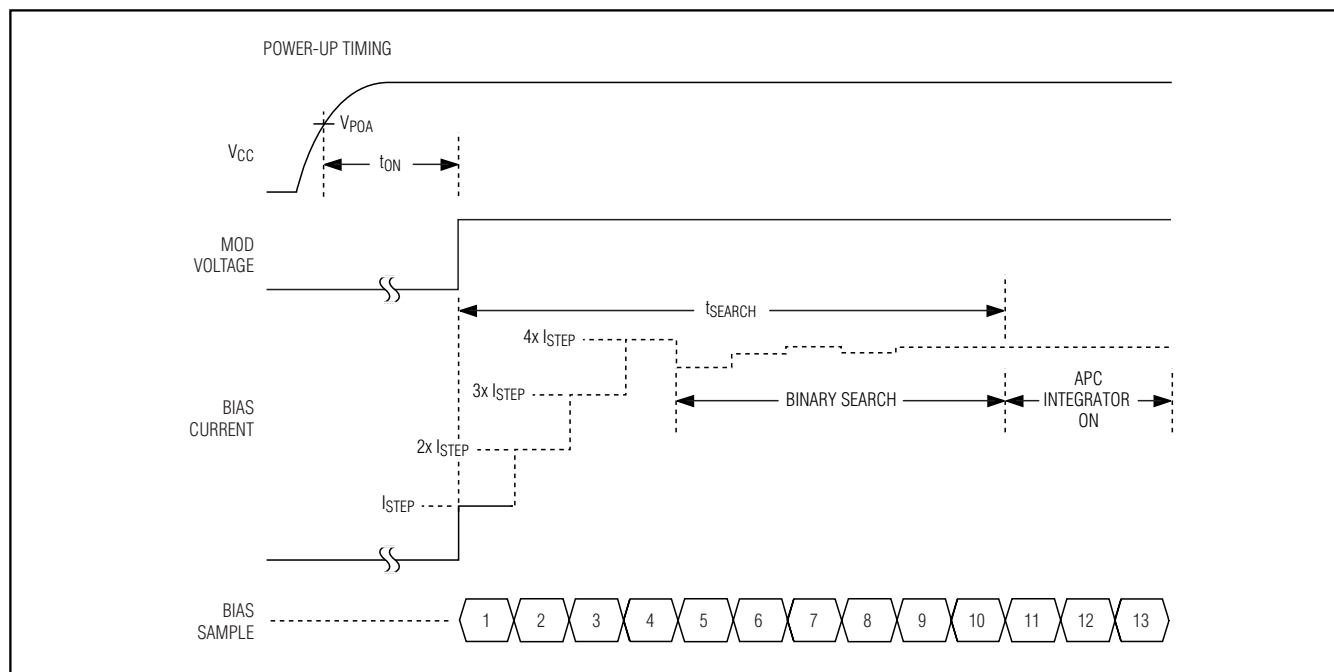 POWER-UP TIMING
VPOA
VCC
tON
MOD
VOLTAGE
tSEARCH
4x ISTEP
3x ISTEP
BINARY SEARCH
APC
INTEGRATOR
ON
BIAS
CURRENT
2x ISTEP
ISTEP
BIAS
SAMPLE
1 2 3 4 5 6 7 8 9 10 11 12 13